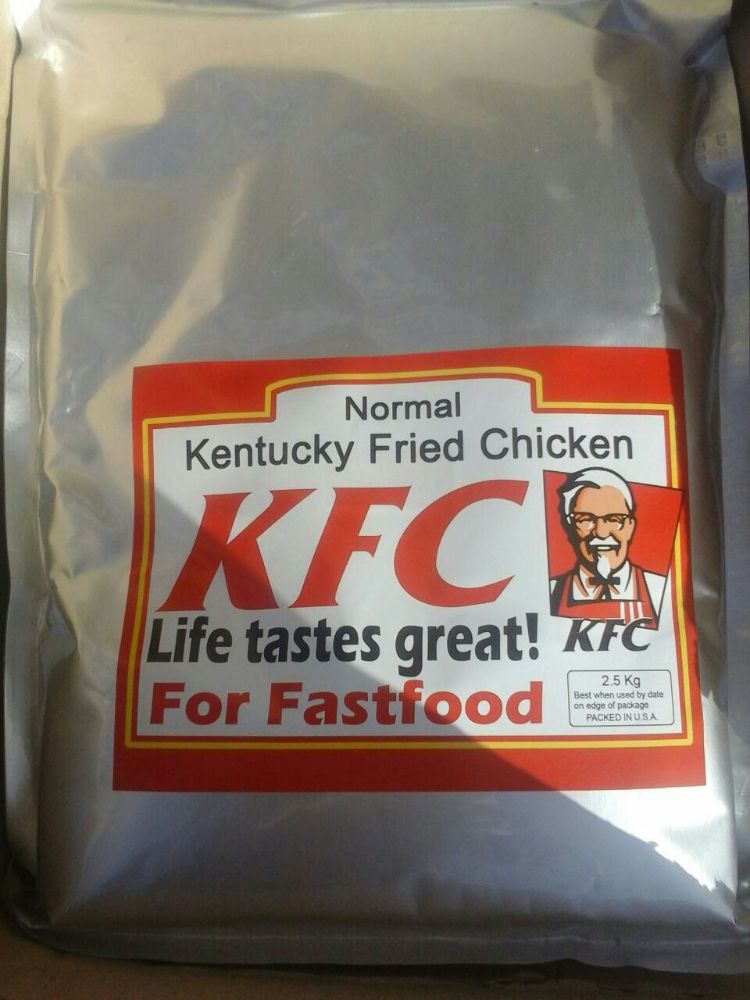 Normal
Kentucky Fried Chicken
KFC
Life tastes great!
KFC
For Fastfood
2.5 Kg
Best when used by date
on edge of package
PACKED IN U.S.A.